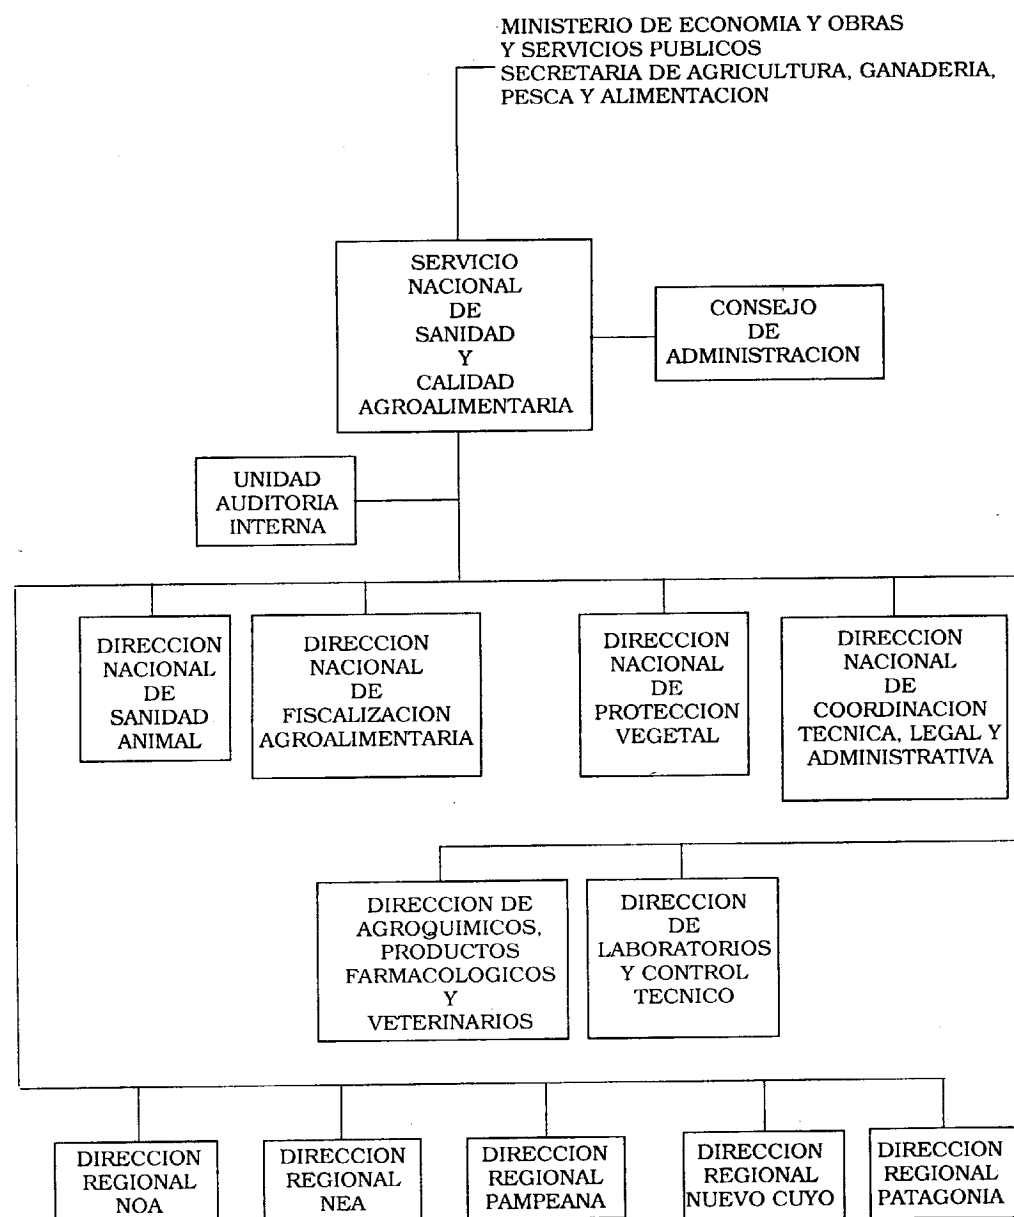 MINISTERIO DE ECONOMIA Y OBRAS
Y SERVICIOS PUBLICOS
SECRETARIA DE AGRICULTURA, GANADERIA,
PESCA Y ALIMENTACION
SERVICIO
NACIONAL
DE
SANIDAD
Y
CALIDAD
AGROALIMENTARIA
CONSEJO
DE
ADMINISTRACION
UNIDAD
AUDITORIA
INTERNA
DIRECCION
NACIONAL
DE
SANIDAD
ANIMAL
DIRECCION
NACIONAL
DE
FISCALIZACION
AGROALIMENTARIA
DIRECCION
NACIONAL
DE
PROTECCION
VEGETAL
DIRECCION
NACIONAL
DE
COORDINACION
TECNICA, LEGAL Y
ADMINISTRATIVA
DIRECCION DE
AGROQUIMICOS,
PRODUCTOS
FARMACOLOGICOS
Y
VETERINARIOS
DIRECCION
DE
LABORATORIOS
Y CONTROL
TECNICO
DIRECCION
REGIONAL
NOA
DIRECCION
REGIONAL
NEA
DIRECCION
REGIONAL
PAMPEANA
DIRECCION
REGIONAL
NUEVO CUYO
DIRECCION
REGIONAL
PATAGONIA